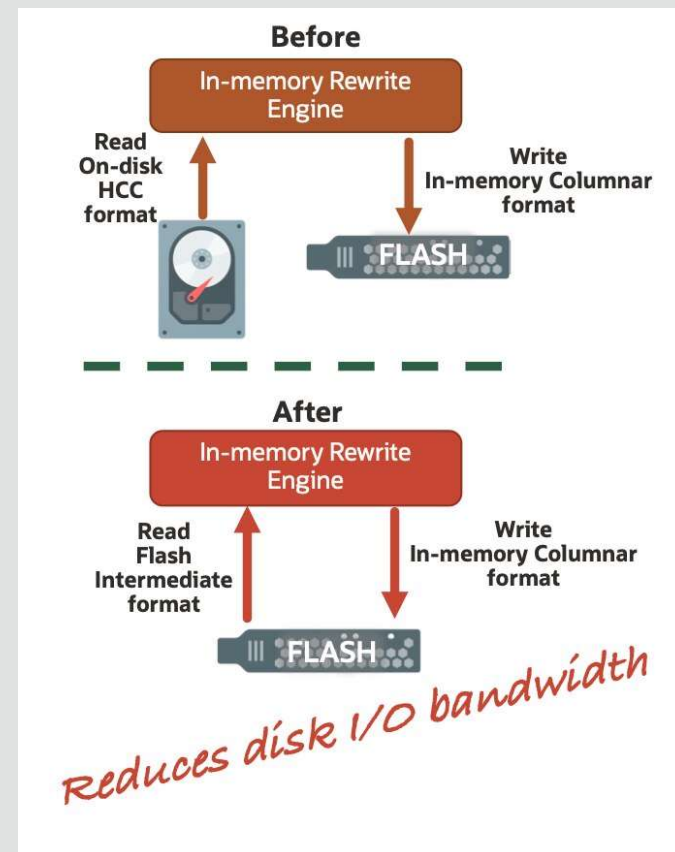 Before
In-memory Rewrite
Engine
Read
On-disk
HCC
format
Write
In-memory Columnar
format
FLASH
After
In-memory Rewrite
Engine
Read
Flash
Intermediate
format
Write
In-memory Columnar
format
FLASH
Reduces disk I/O bandwidth